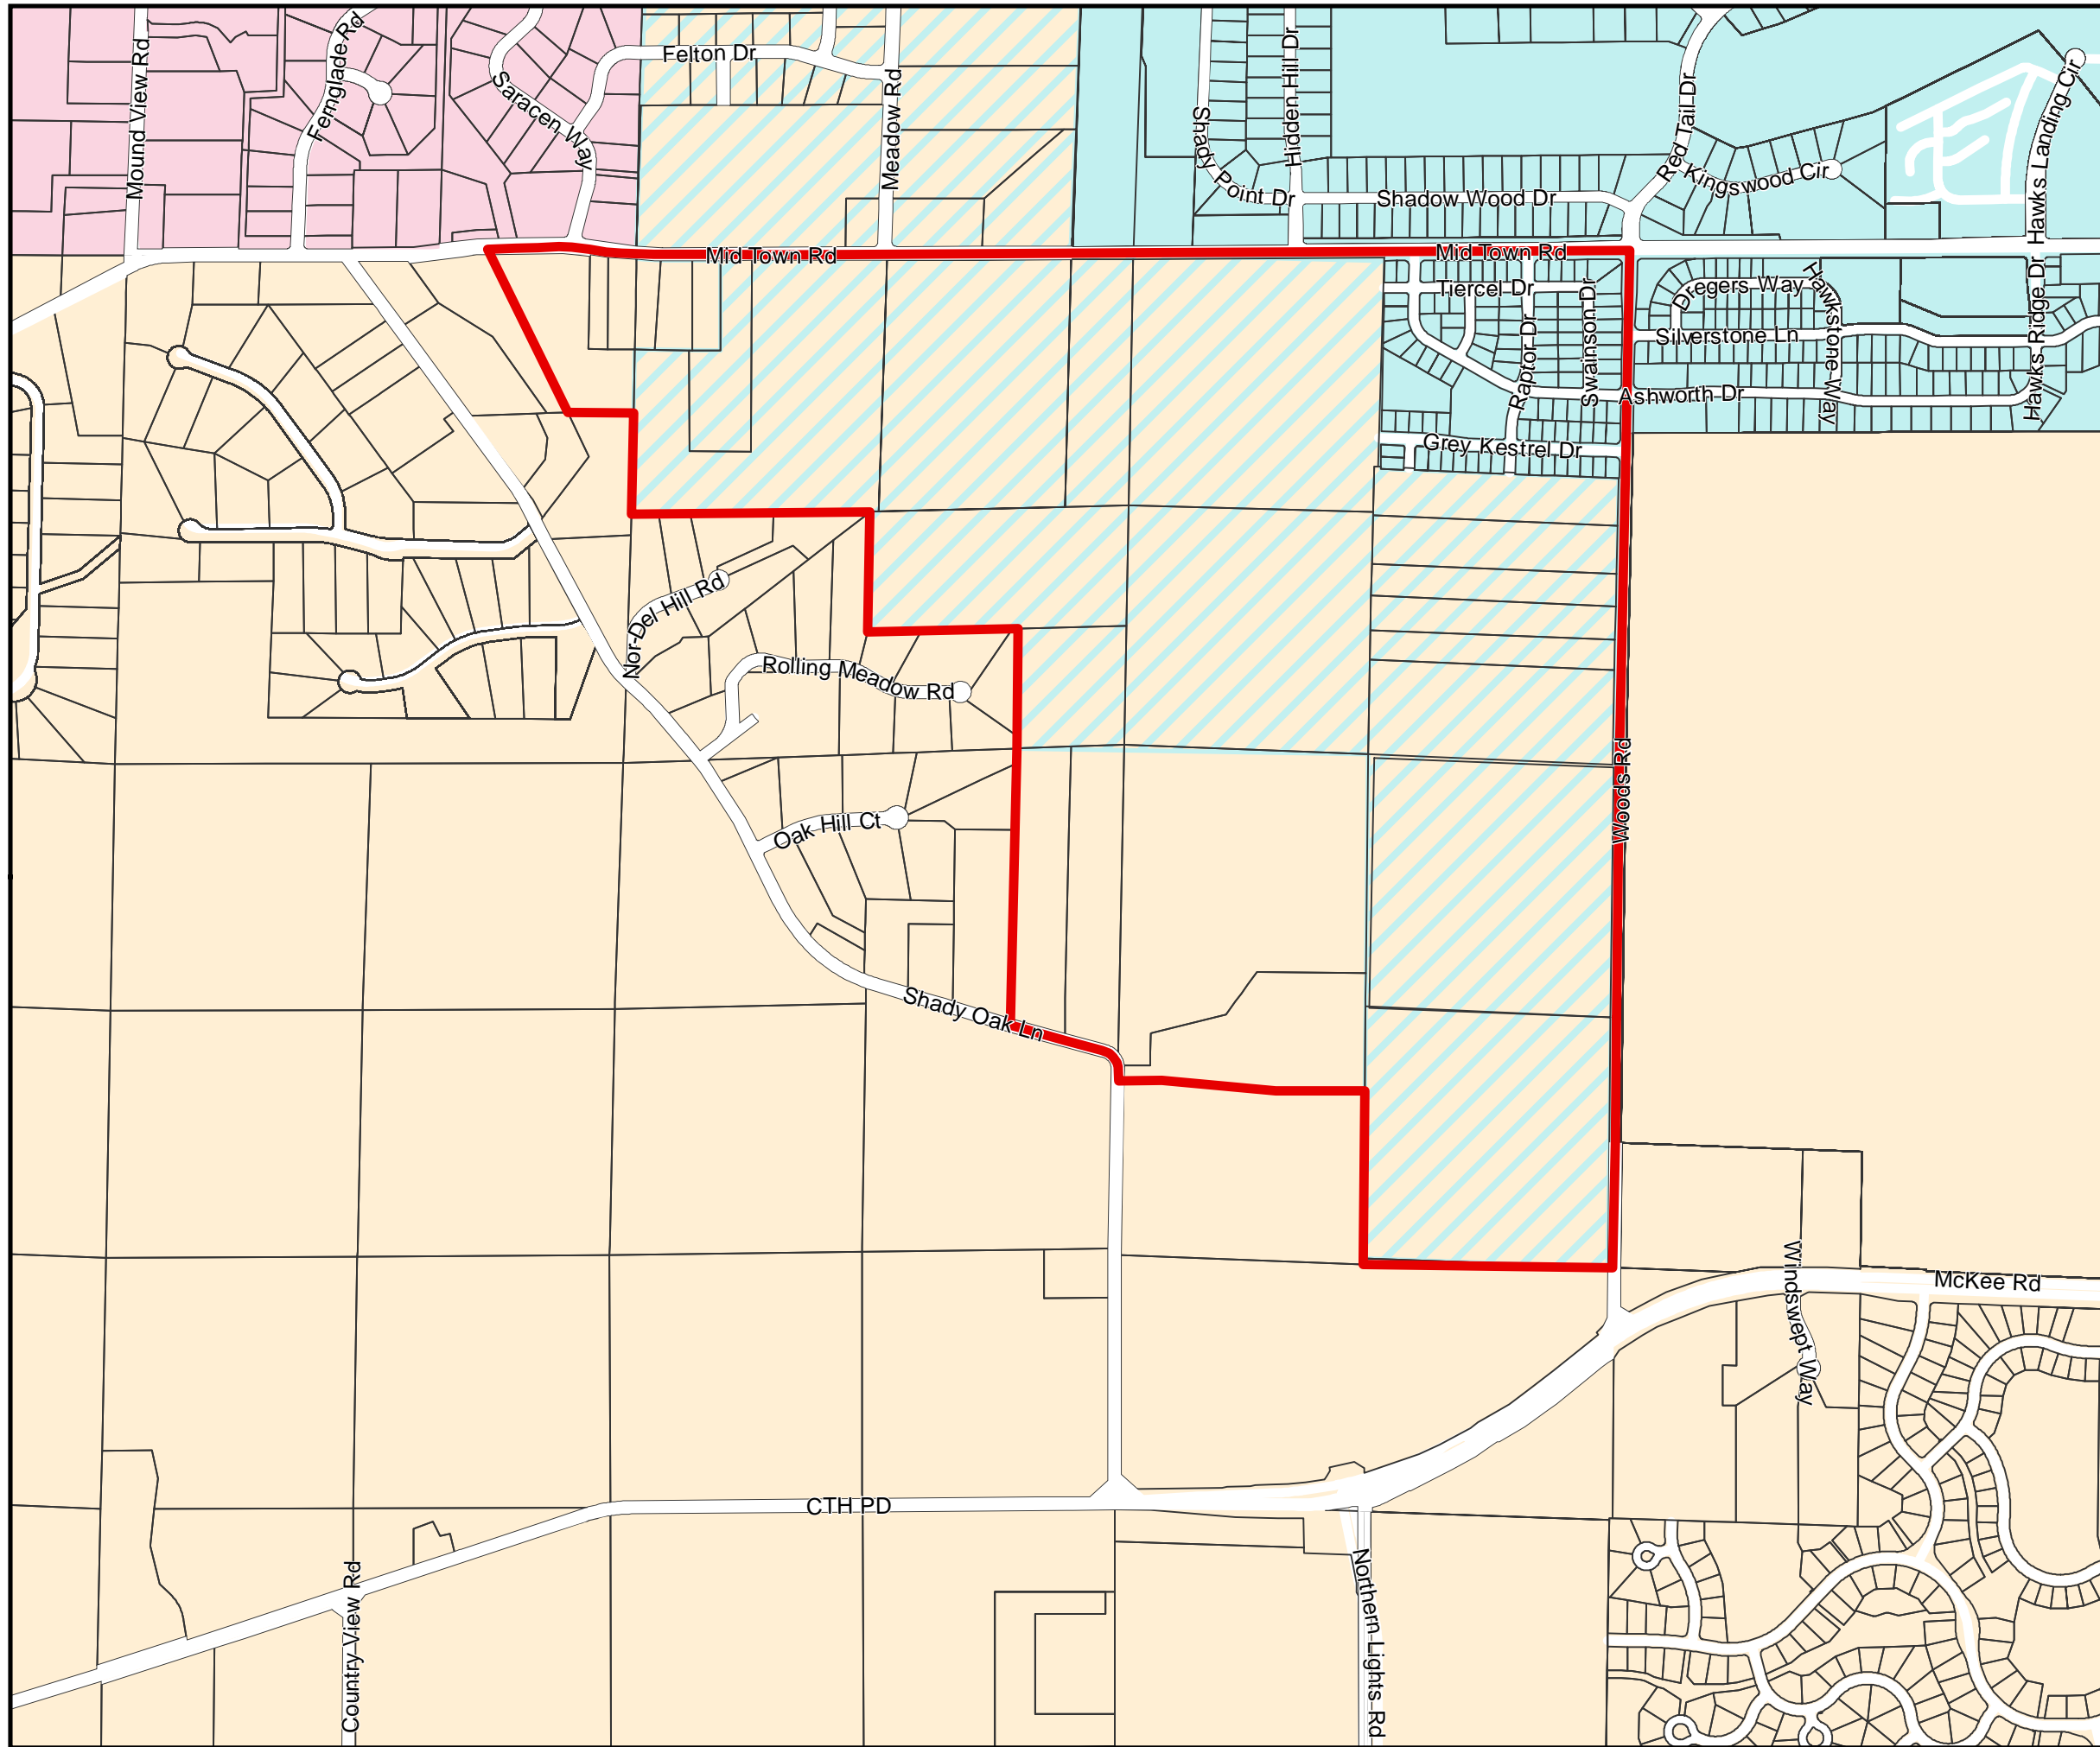 Mound View Rd
Fernglade Rd
Saracen Way
Felton Dr
Meadow Rd
Shady Point Dr
Hidden Hill Dr
Shadow Wood Dr
Red Tail Dr
Kingswood Cir
Hawks Landing Cir
Mid Town Rd
Mid Town Rd
Tiercel Dr
Raptor Dr
Swainson Dr
Dregers Way
Hawkstone Way
Hawks Ridge Dr
Silverstone Ln
Ashworth Dr
Grey Kestrel Dr
Nor-Del Hill Rd
Rolling Meadow Rd
Oak Hill Ct
Woods Rd
Shady Oak Ln
Windswept Way
McKee Rd
CTH PD
Country View Rd
Northern Lights Rd